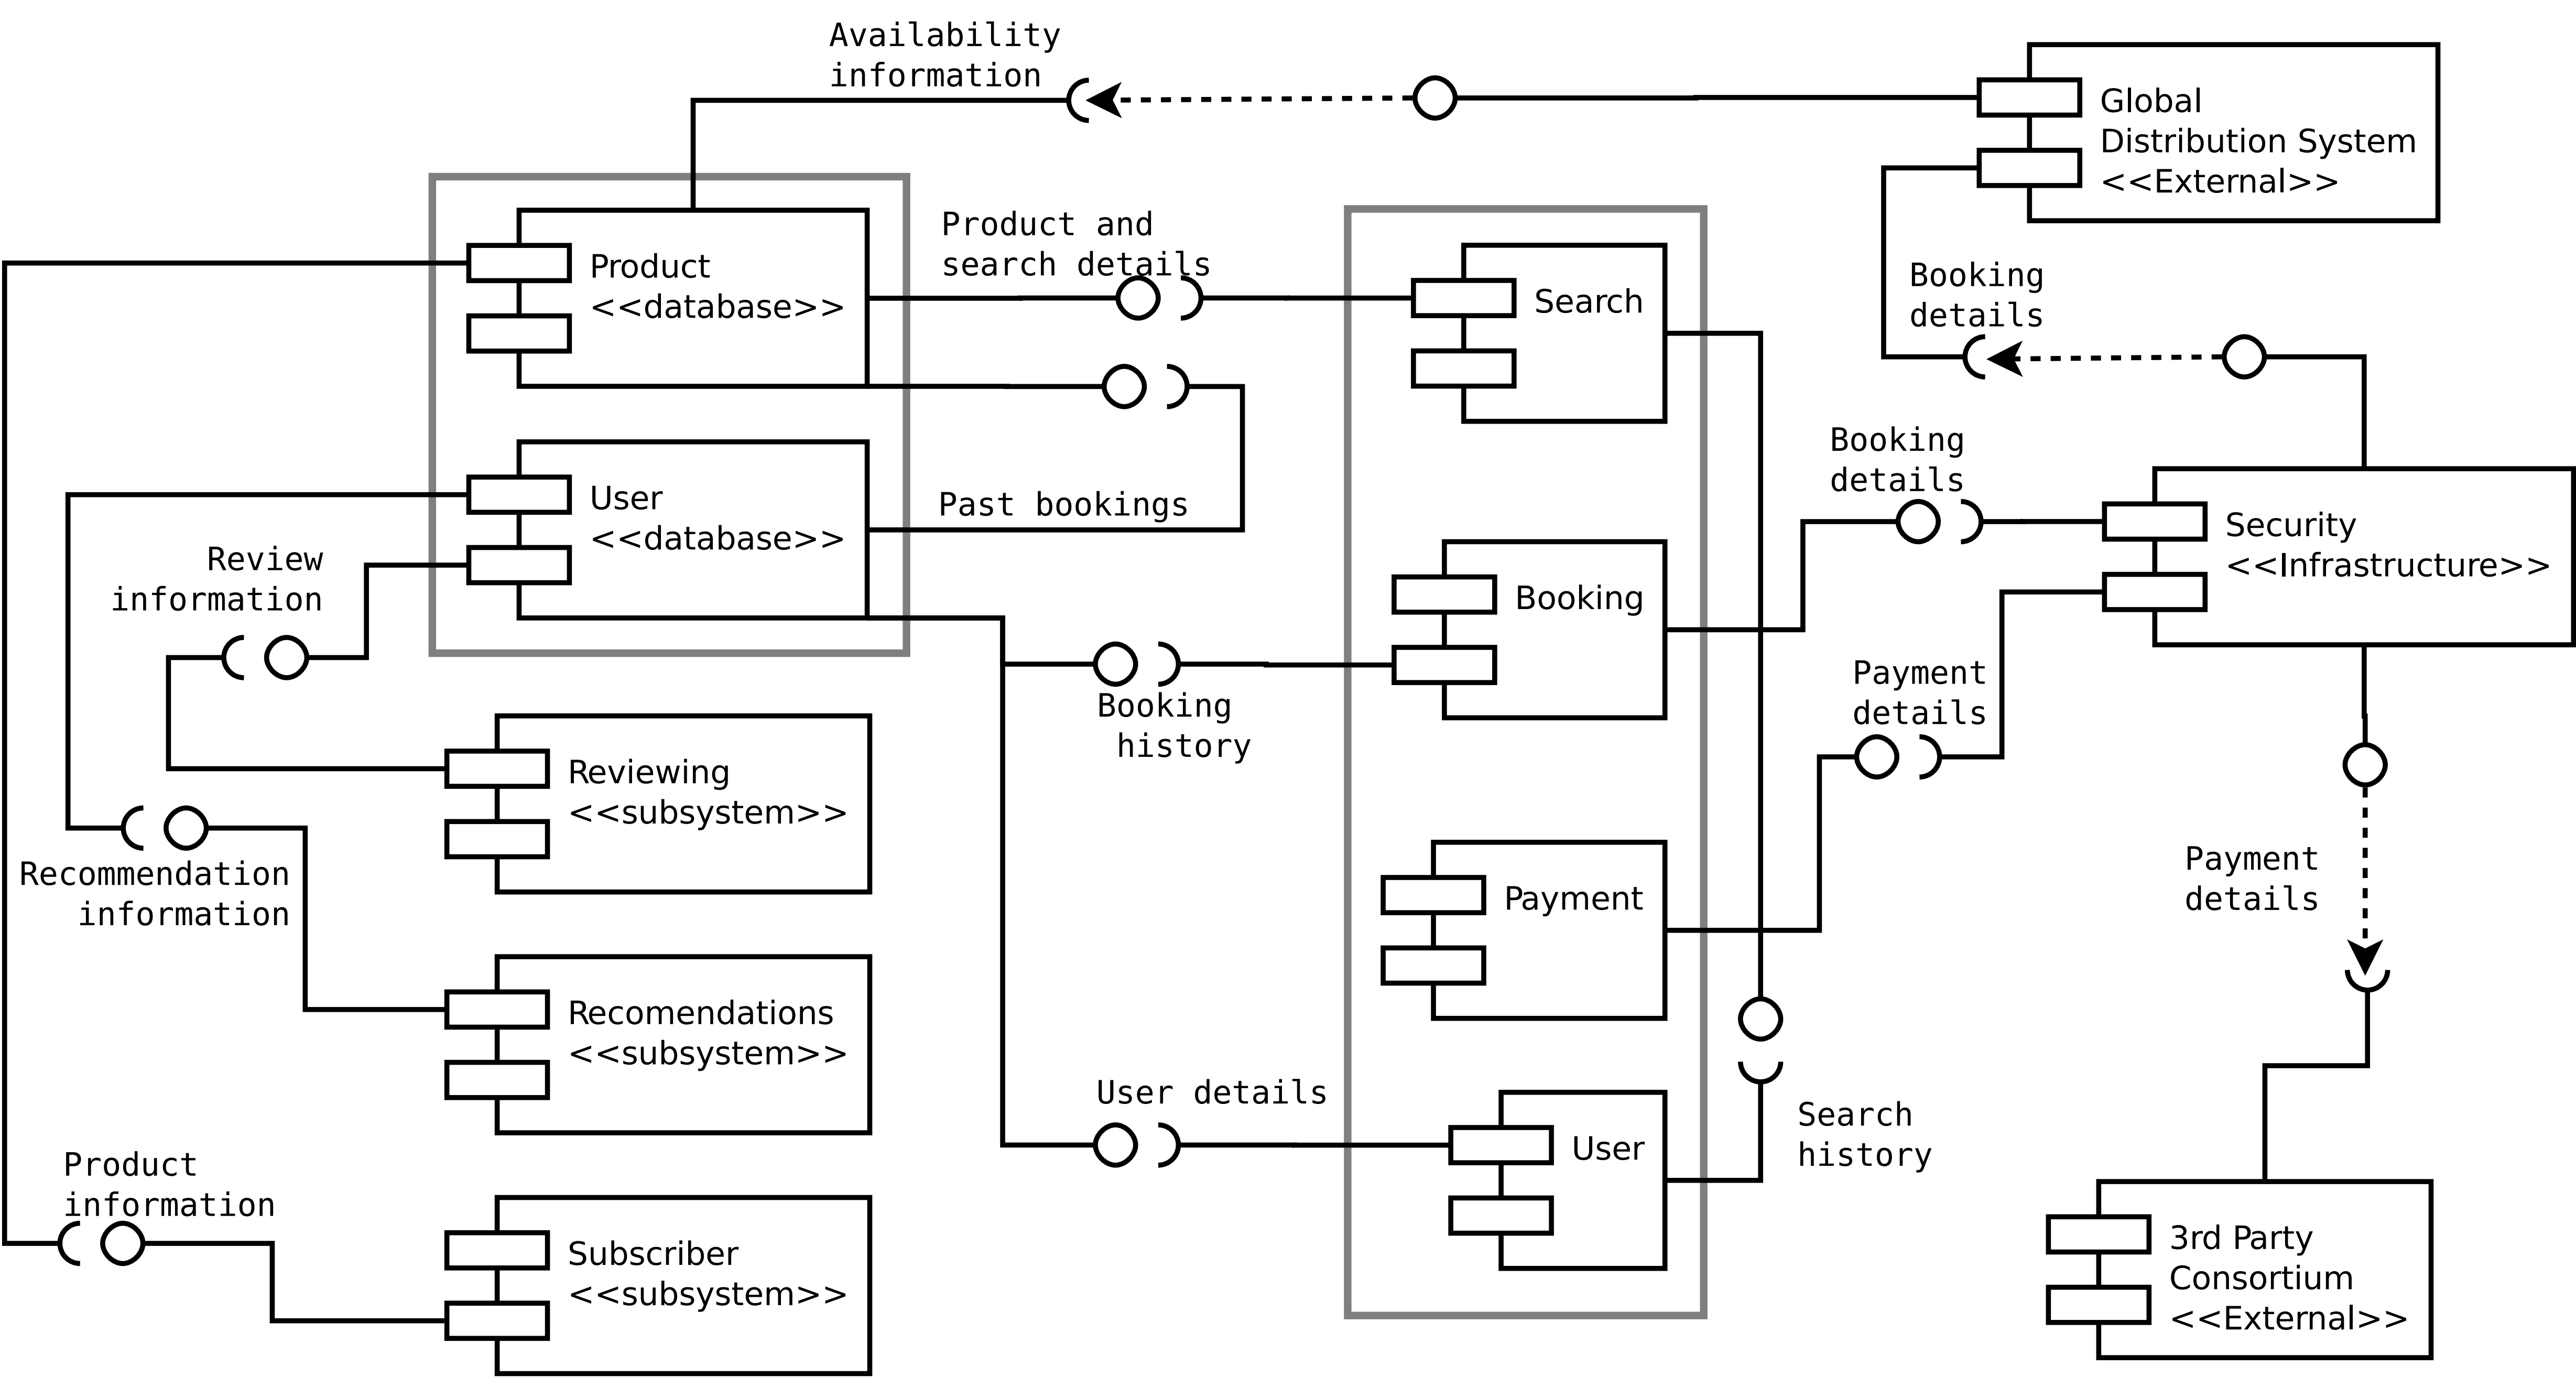 Availability
information
Global
Distribution System
<<External>>
Product
<<database>>
Product and
search details
Search
Booking
details
User
<<database>>
Past bookings
Booking
details
Security
<<Infrastructure>>
Review
information
Booking
Booking
history
Payment
details
Reviewing
<<subsystem>>
Recommendation
information
Payment
Payment
details
Recomendations
<<subsystem>>
User details
User
Search
history
Product
information
Subscriber
<<subsystem>>
3rd Party
Consortium
<<External>>